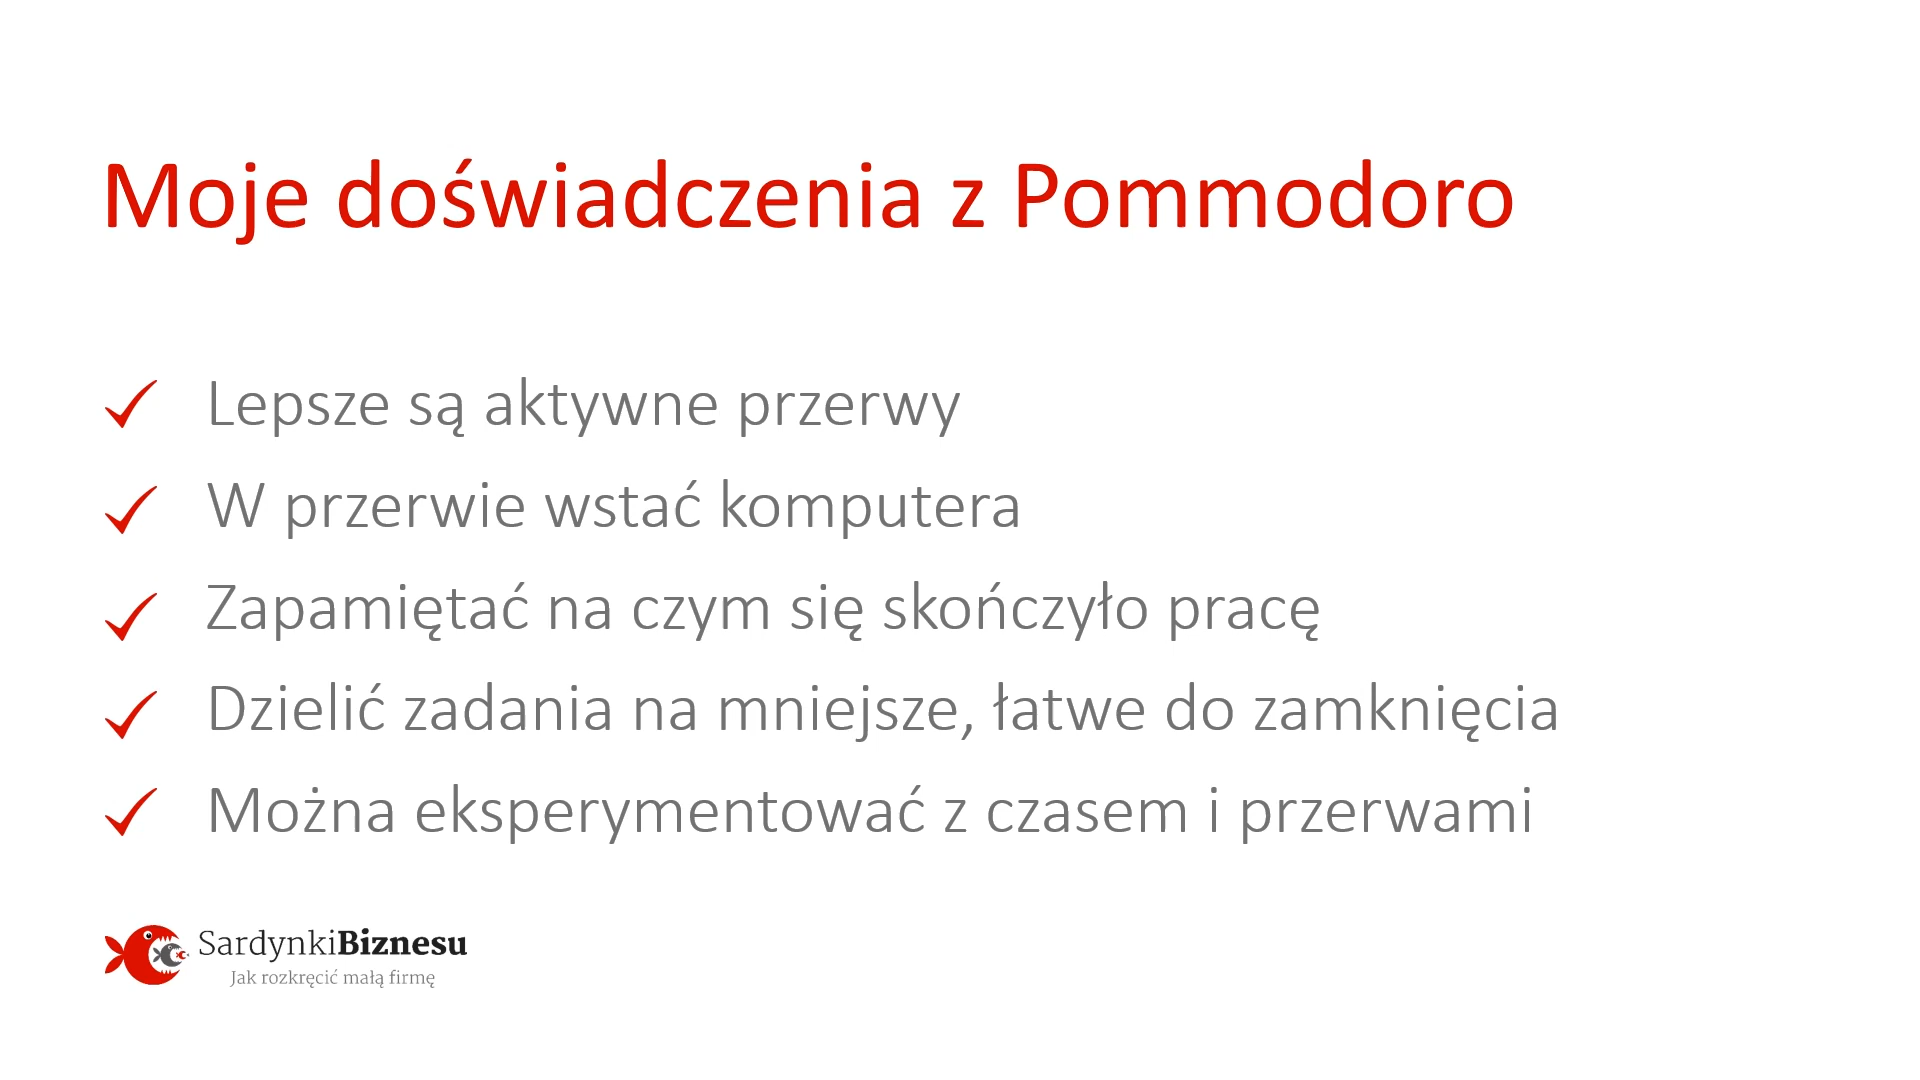 Moje doświadczenia z Pommodoro
Lepsze są aktywne przerwy
W przerwie wstać komputera
Zapamiętać na czym się skończyło pracę
Dzielić zadania na mniejsze, łatwe do zamknięcia
Można eksperymentować z czasem i przerwami
SardynkiBiznesu
Jak rozkręcić małą firmę